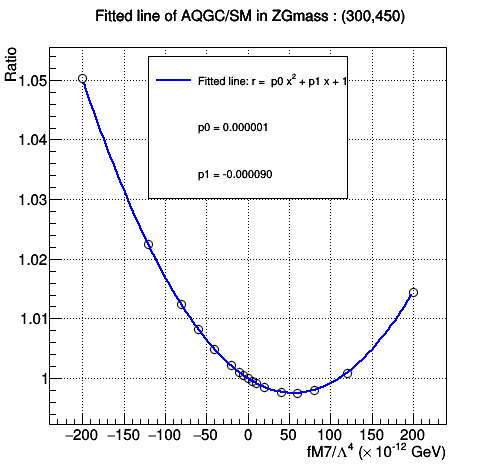 Fitted line of AQGC/SM in ZGmass : (300,450)
Ratio
Fitted line: r = p0 x² + p1 x + 1
p0 = 0.000001
p1 = -0.000090
1.05
1.04
1.03
1.02
1.01
1
−200 −150 −100 −50 0 50 100 150 200
fM7/Λ⁴ (× 10⁻¹² GeV)